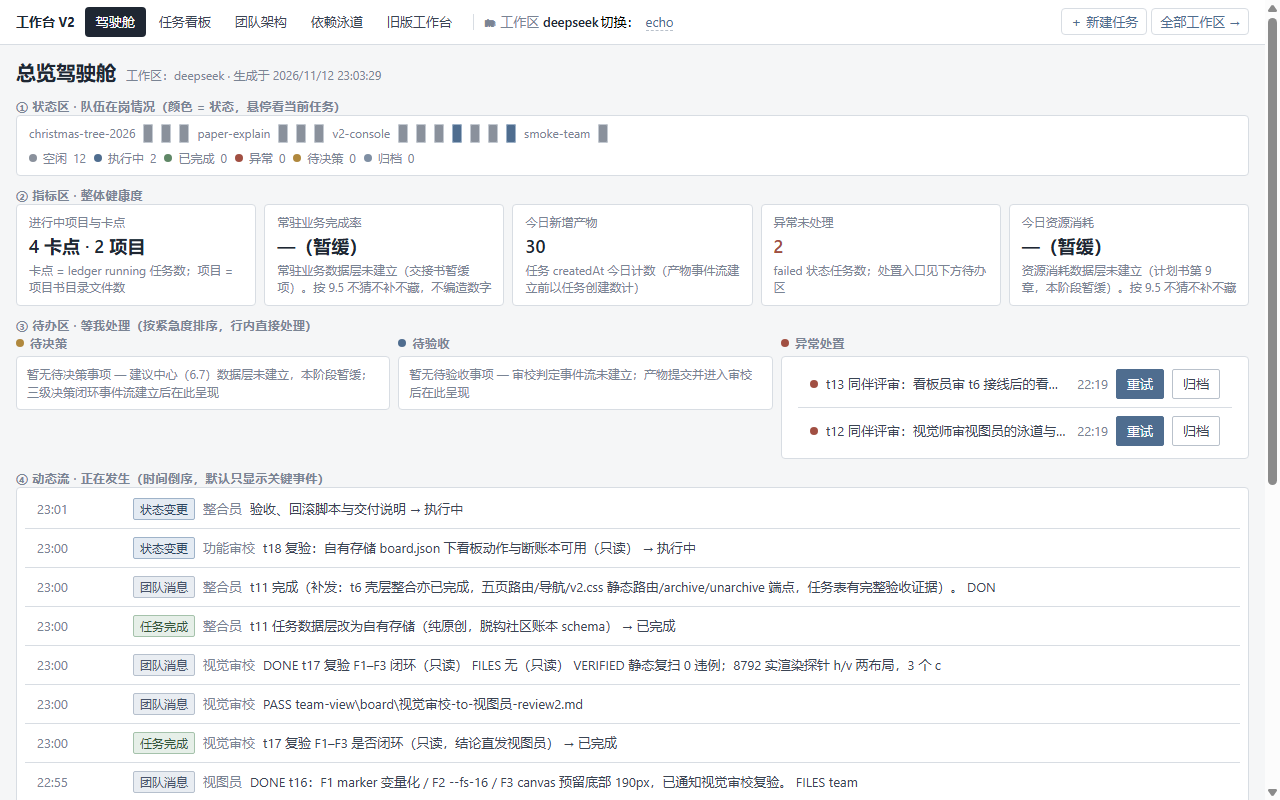 工作台 V2 驾驶舱 任务看板 团队架构 依赖泳道 旧版工作台 工作区 deepseek 切换： echo + 新建任务 全部工作区 →
总览驾驶舱 工作区：deepseek · 生成于 2026/11/12 23:03:29
① 状态区 · 队伍在岗情况（颜色 = 状态，悬停看当前任务）
christmas-tree-2026 paper-explain v2-console smoke-team
空闲 12 执行中 2 已完成 0 异常 0 待决策 0 归档 0
② 指标区 · 整体健康度
进行中项目与卡点
4 卡点 · 2 项目
卡点 = ledger running 任务数；项目 =
项目书目录文件数
常驻业务完成率
—（暂缓）
常驻业务数据层未建立（交接书暂缓
项）。按 9.5 不猜不补不藏，不编造数字
今日新增产物
30
任务 createdAt 今日计数（产物事件流建
立前以任务创建数计）
异常未处理
2
failed 状态任务数；处置入口见下方待办
区
今日资源消耗
—（暂缓）
资源消耗数据层未建立（计划书第 9
章，本阶段暂缓）。按 9.5 不猜不补不藏
③ 待办区 · 等我处理（按紧急度排序，行内直接处理）
待决策
暂无待决策事项 — 建议中心（6.7）数据层未建立，本阶段暂缓；
三级决策闭环事件流建立后在此呈现
待验收
暂无待验收事项 — 审校判定事件流未建立；产物提交并进入审校
后在此呈现
异常处置
t13 同伴评审：看板员审 t6 接线后的看... 22:19 重试 归档
t12 同伴评审：视觉师审视图员的泳道与... 22:19 重试 归档
④ 动态流 · 正在发生（时间倒序，默认只显示关键事件）
23:01 状态变更 整合员 验收、回滚脚本与交付说明 → 执行中
23:00 状态变更 功能审校 t18 复验：自有存储 board.json 下看板动作与断账本可用（只读） → 执行中
23:00 团队消息 整合员 t11 完成（补发：t6 壳层整合亦已完成，五页路由/导航/v2.css 静态路由/archive/unarchive 端点，任务表有完整验收证据）。 DON
23:00 任务完成 整合员 t11 任务数据层改为自有存储（纯原创，脱钩社区账本 schema） → 已完成
23:00 团队消息 视觉审校 DONE t17 复验 F1–F3 闭环（只读） FILES 无（只读） VERIFIED 静态复扫 0 违例；8792 实渲染探针 h/v 两布局，3 个 c
23:00 团队消息 视觉审校 PASS team-view\board\视觉审校-to-视图员-review2.md
23:00 任务完成 视觉审校 t17 复验 F1–F3 是否闭环（只读，结论直发视图员） → 已完成
22:55 团队消息 视图员 DONE t16：F1 marker 变量化 / F2 --fs-16 / F3 canvas 预留底部 190px，已通知视觉审校复验。 FILES team